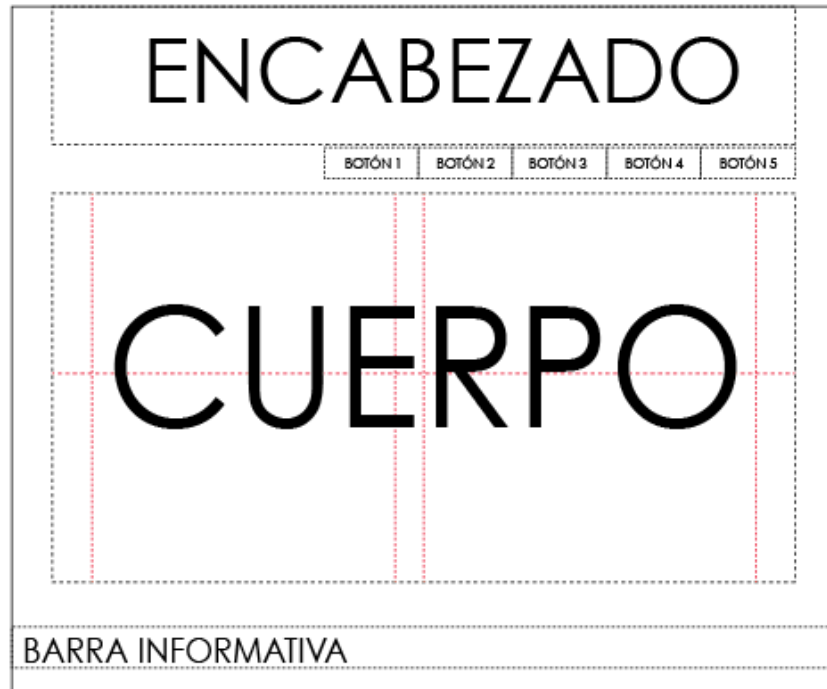 ENCABEZADO
BOTÓN 1 BOTÓN 2 BOTÓN 3 BOTÓN 4 BOTÓN 5
CUERPO
BARRA INFORMATIVA